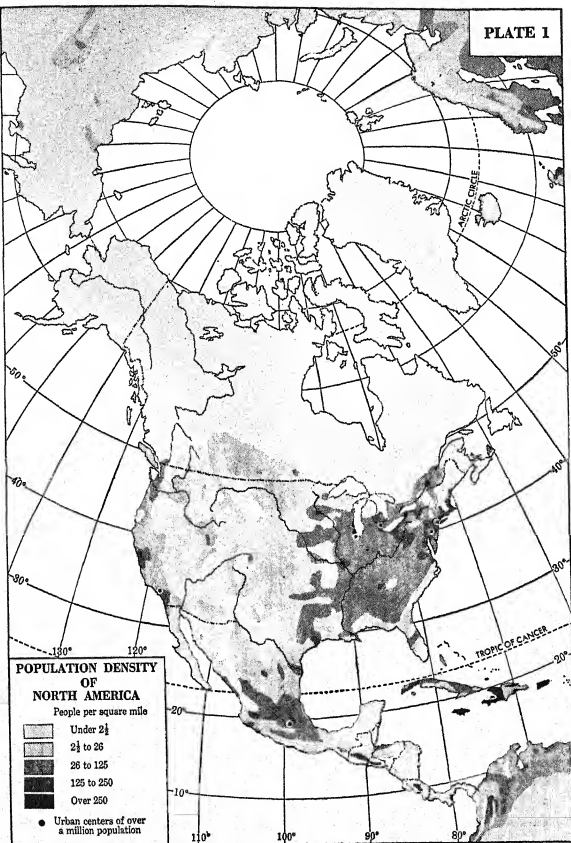 PLATE 1
ARCTIC CIRCLE
50°
50°
40°
40°
30°
30°
130°
120°
TROPIC OF CANCER
20°
20
10°
110°
100°
90°
80°
POPULATION DENSITY
OF
NORTH AMERICA
People per square mile
Under 2½
2½ to 26
26 to 125
125 to 250
Over 250
Urban centers of over
a million population